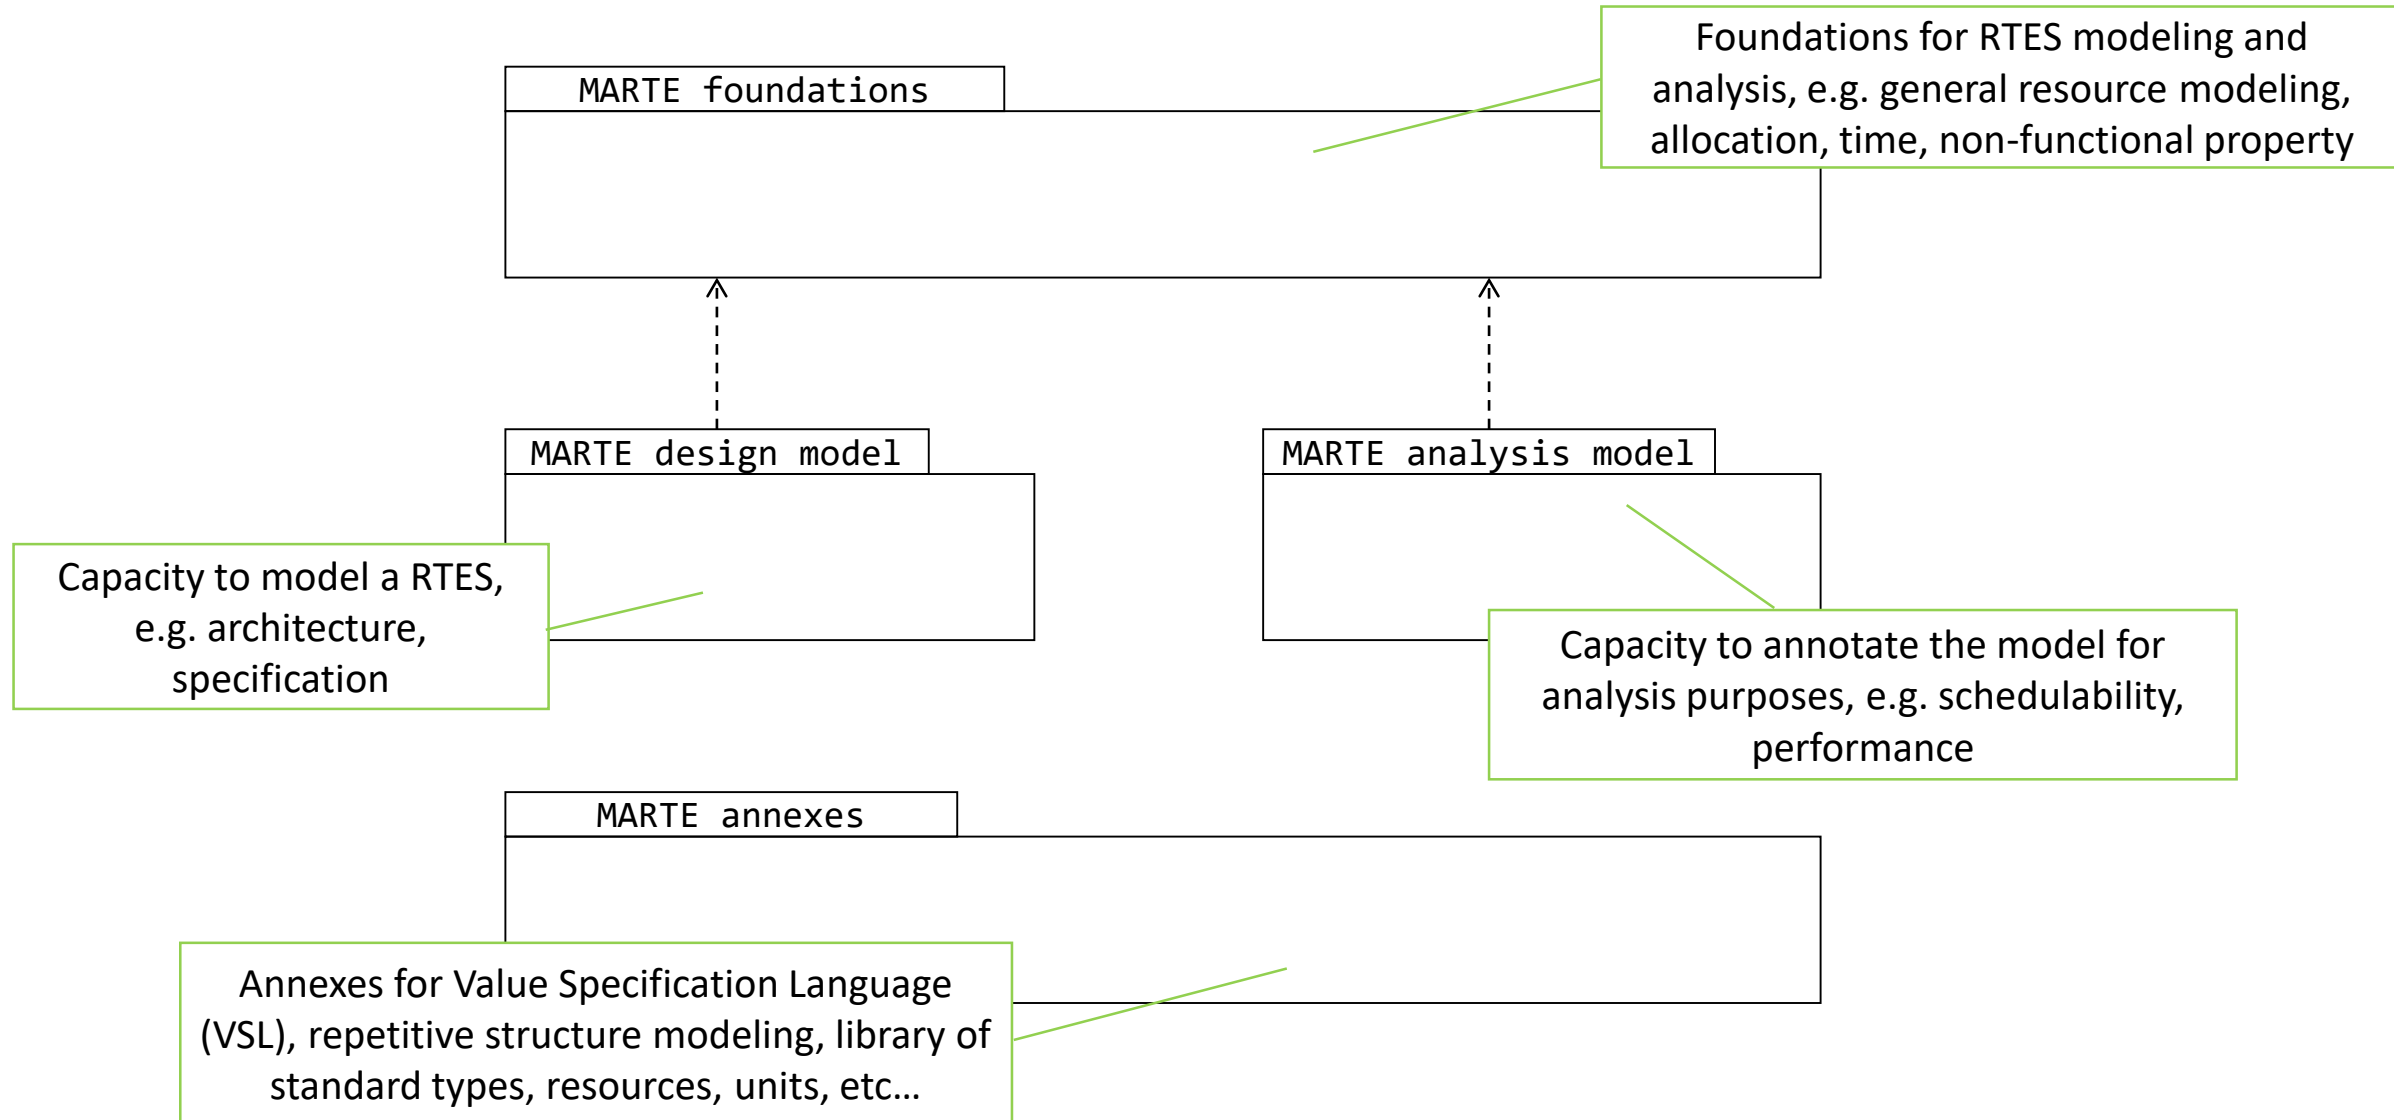 Foundations for RTES modeling and
analysis, e.g. general resource modeling,
allocation, time, non-functional property
MARTE foundations
MARTE design model
MARTE analysis model
Capacity to model a RTES,
e.g. architecture,
specification
Capacity to annotate the model for
analysis purposes, e.g. schedulability,
performance
MARTE annexes
Annexes for Value Specification Language
(VSL), repetitive structure modeling, library of
standard types, resources, units, etc…